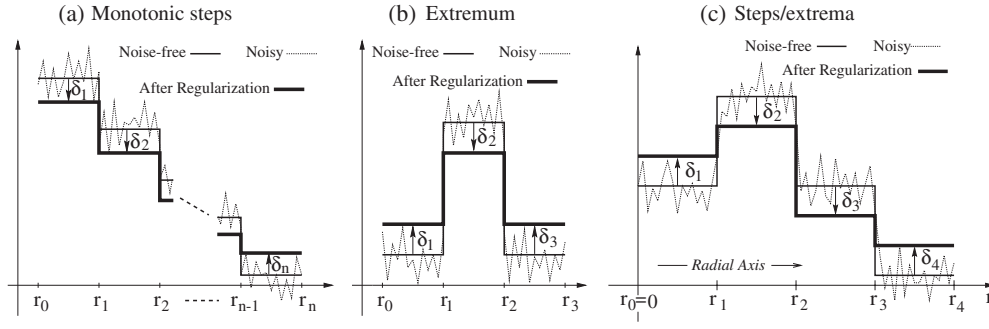 (a) Monotonic steps (b) Extremum (c) Steps/extrema
Noise-free Noisy Noise-free Noisy Noise-free Noisy
After Regularization After Regularization After Regularization
δ1 δ2 δn
δ1 δ2 δ3
δ1 δ2 δ3 δ4
Radial Axis
r0 r1 r2 rn-1 rn
r0 r1 r2 r3
r0=0 r1 r2 r3 r4